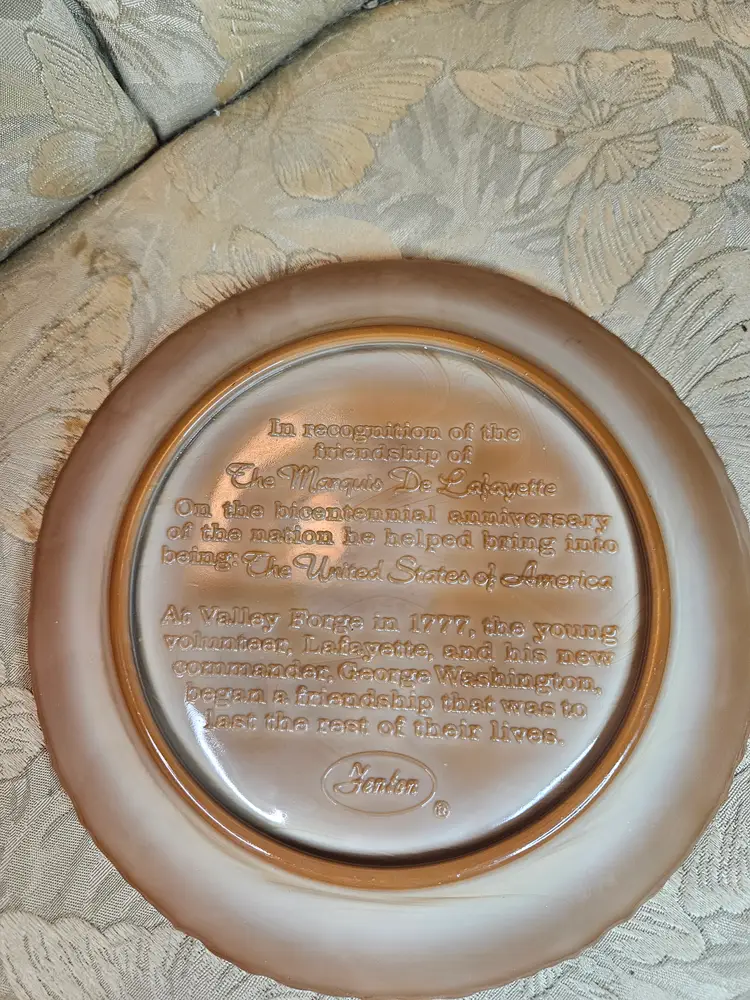 In recognition of the
friendship of
The Marquis De Lafayette
On the bicentennial anniversary
of the nation he helped bring into
being: The United States of America
At Valley Forge in 1777, the young
volunteer, Lafayette, and his new
commander, George Washington,
began a friendship that was to
last the rest of their lives.
Fenton ®